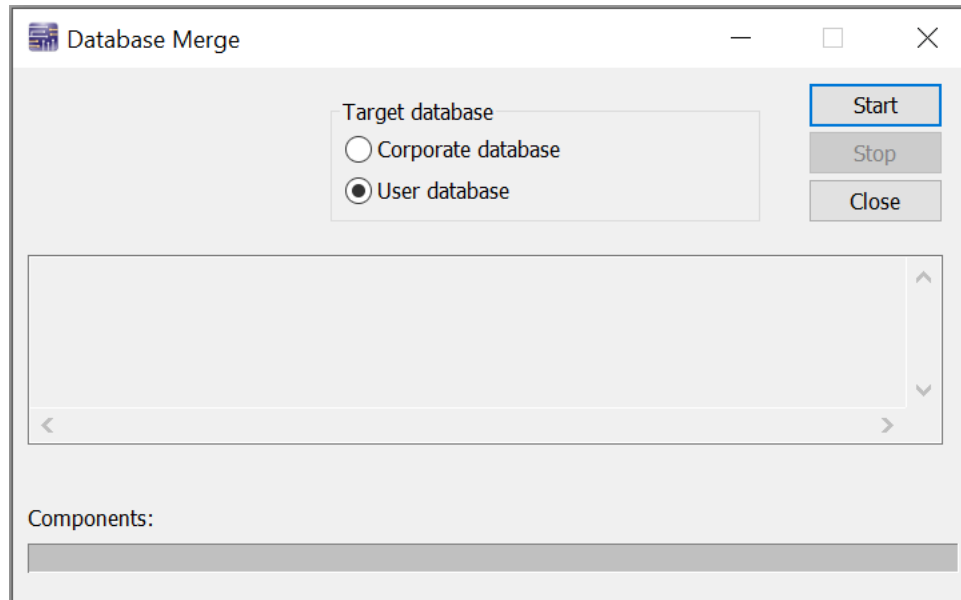 Database Merge
Target database
Corporate database
User database
Start
Stop
Close
Components: